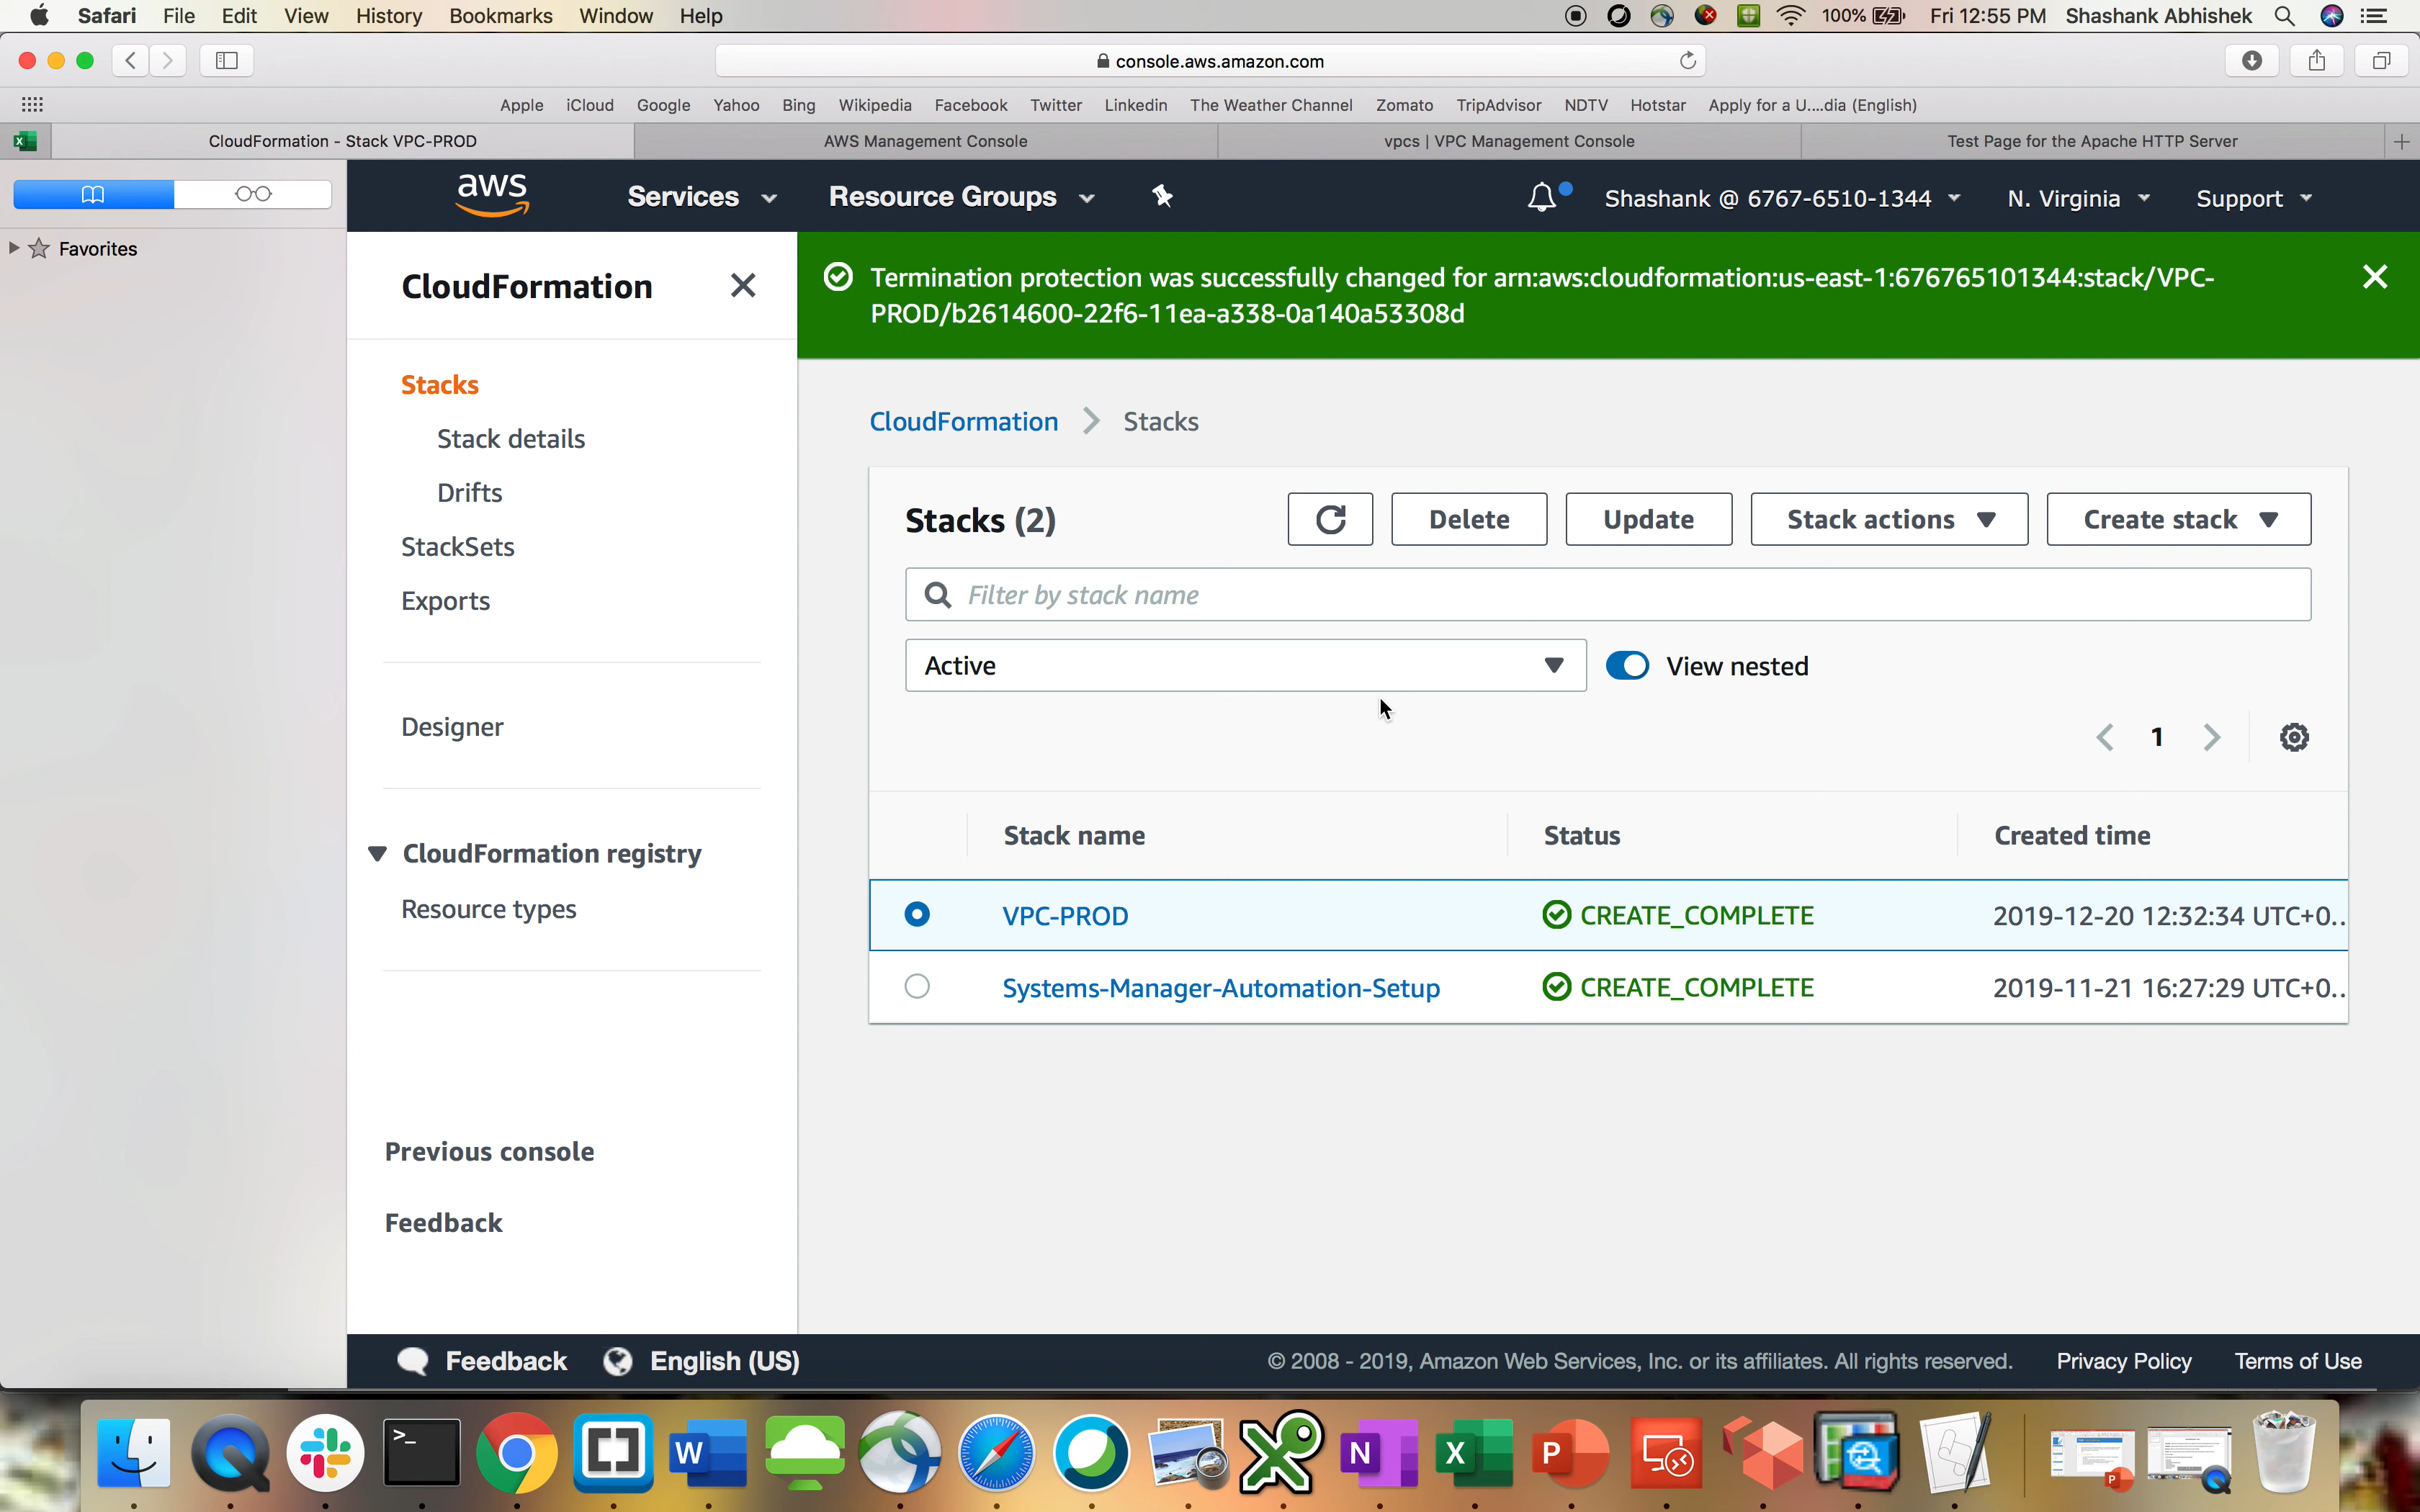 Safari File Edit View History Bookmarks Window Help 100% Fri 12:55 PM Shashank Abhishek
console.aws.amazon.com
Apple iCloud Google Yahoo Bing Wikipedia Facebook Twitter Linkedin The Weather Channel Zomato TripAdvisor NDTV Hotstar Apply for a U....dia (English)
CloudFormation - Stack VPC-PROD AWS Management Console vpcs | VPC Management Console Test Page for the Apache HTTP Server
aws Services Resource Groups Shashank @ 6767-6510-1344 N. Virginia Support
Favorites
CloudFormation
Stacks
Stack details
Drifts
StackSets
Exports
Designer
CloudFormation registry
Resource types
Previous console
Feedback
Termination protection was successfully changed for arn:aws:cloudformation:us-east-1:676765101344:stack/VPC-
PROD/b2614600-22f6-11ea-a338-0a140a53308d
CloudFormation > Stacks
Stacks (2) Delete Update Stack actions Create stack
Filter by stack name
Active View nested
1
Stack name Status Created time
VPC-PROD CREATE_COMPLETE 2019-12-20 12:32:34 UTC+0..
Systems-Manager-Automation-Setup CREATE_COMPLETE 2019-11-21 16:27:29 UTC+0..
Feedback English (US) © 2008 - 2019, Amazon Web Services, Inc. or its affiliates. All rights reserved. Privacy Policy Terms of Use